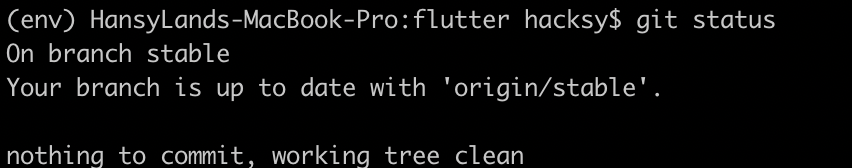 (env) HansyLands-MacBook-Pro:flutter hacksy$ git status
On branch stable
Your branch is up to date with 'origin/stable'.
nothing to commit, working tree clean